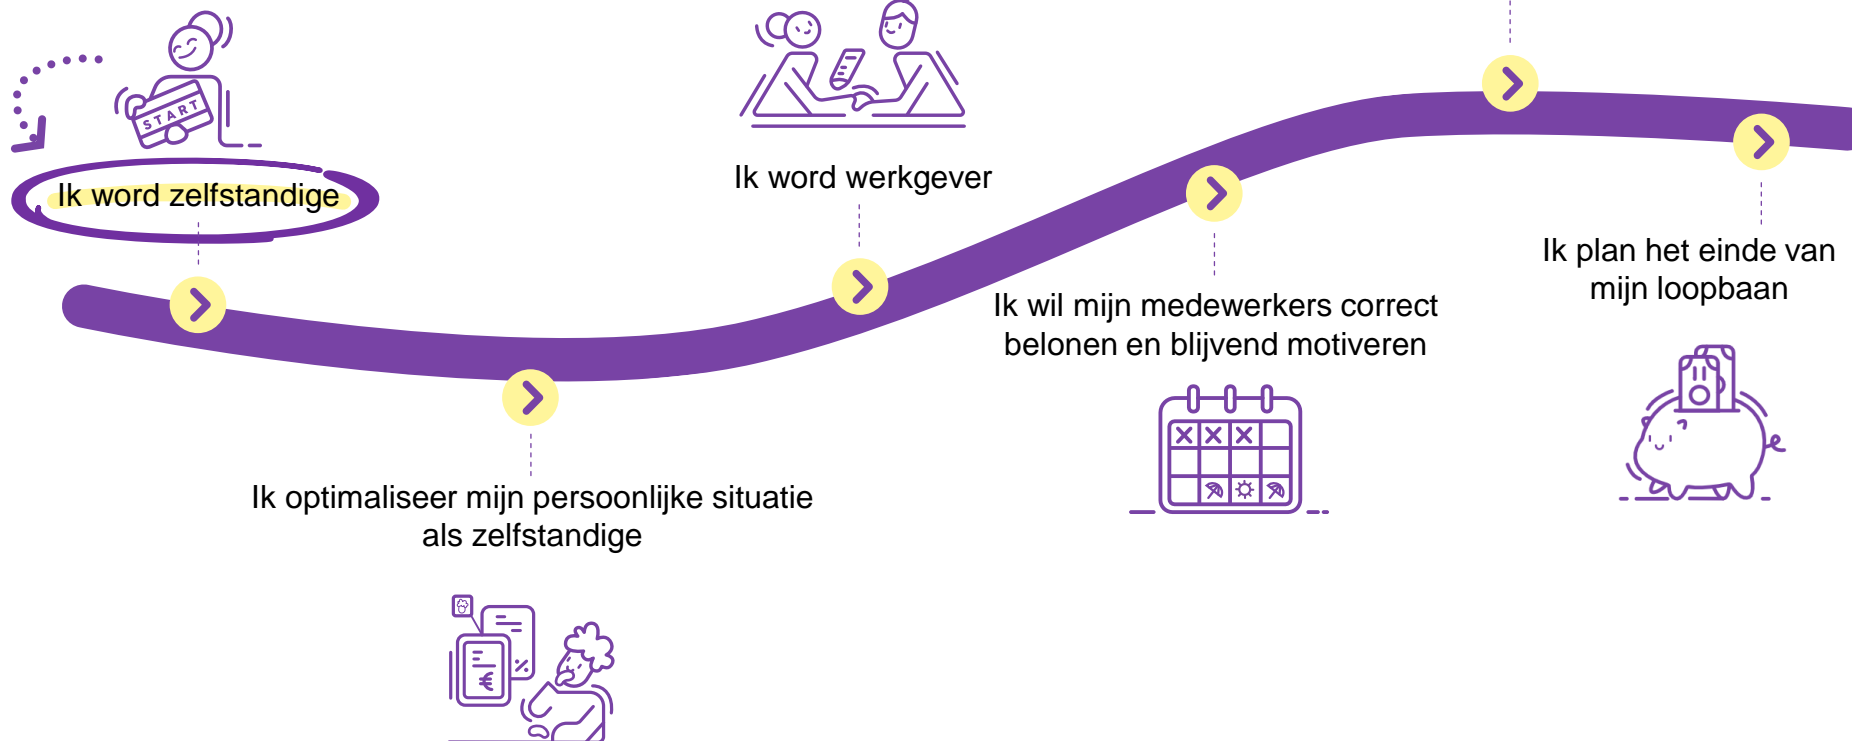 START
Ik word zelfstandige
Ik word werkgever
Ik optimaliseer mijn persoonlijke situatie
als zelfstandige
Ik wil mijn medewerkers correct
belonen en blijvend motiveren
Ik plan het einde van
mijn loopbaan